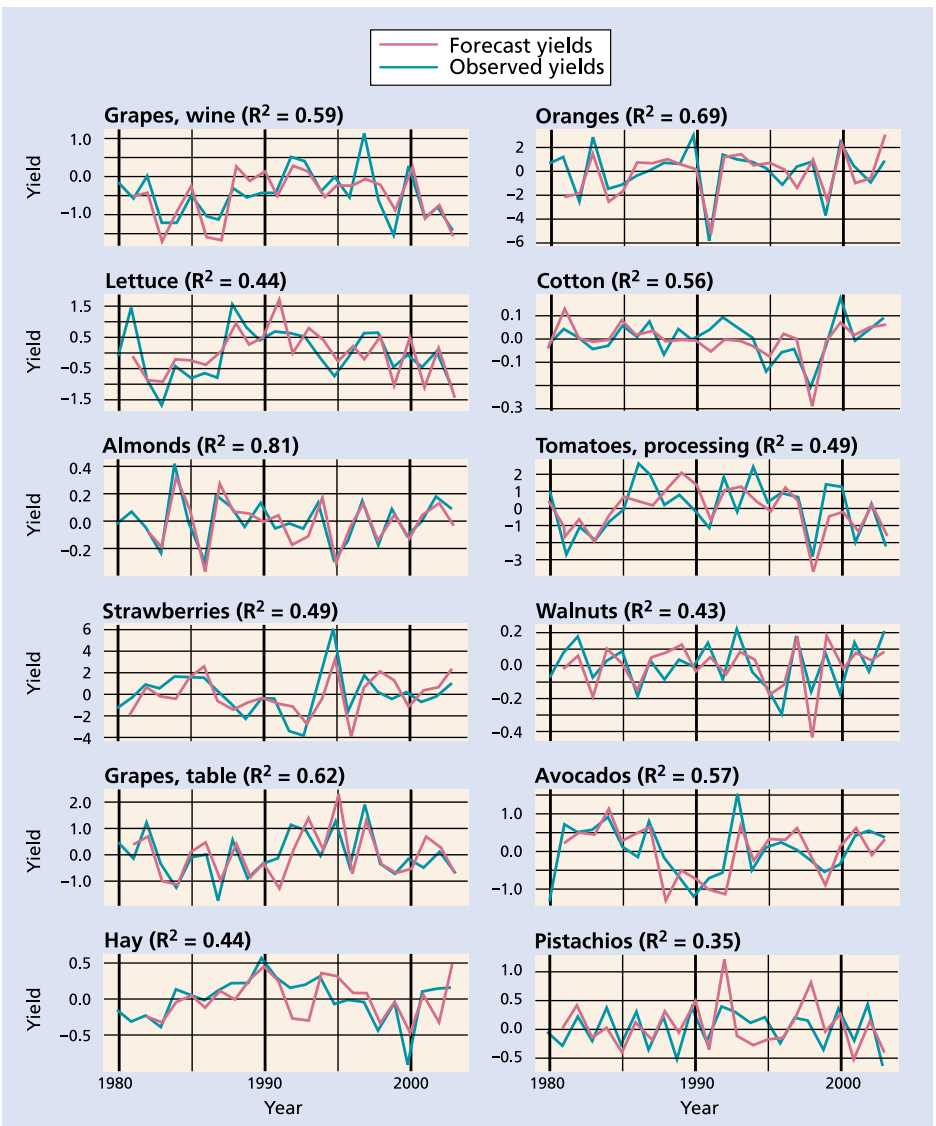 Forecast yields
Observed yields
Grapes, wine (R² = 0.59)
Yield
1.0
0.0
−1.0
Oranges (R² = 0.69)
2
0
−2
−4
−6
Lettuce (R² = 0.44)
Yield
1.5
0.5
−0.5
−1.5
Cotton (R² = 0.56)
0.1
0.0
−0.1
−0.3
Almonds (R² = 0.81)
Yield
0.4
0.2
0.0
−0.2
Tomatoes, processing (R² = 0.49)
2
1
0
−1
−3
Strawberries (R² = 0.49)
Yield
6
4
2
0
−2
−4
Walnuts (R² = 0.43)
0.2
0.0
−0.2
−0.4
Grapes, table (R² = 0.62)
Yield
2.0
1.0
0.0
−1.0
Avocados (R² = 0.57)
1.0
0.0
−1.0
Hay (R² = 0.44)
Yield
0.5
0.0
−0.5
1980 1990 2000
Year
Pistachios (R² = 0.35)
1.0
0.5
0.0
−0.5
1980 1990 2000
Year